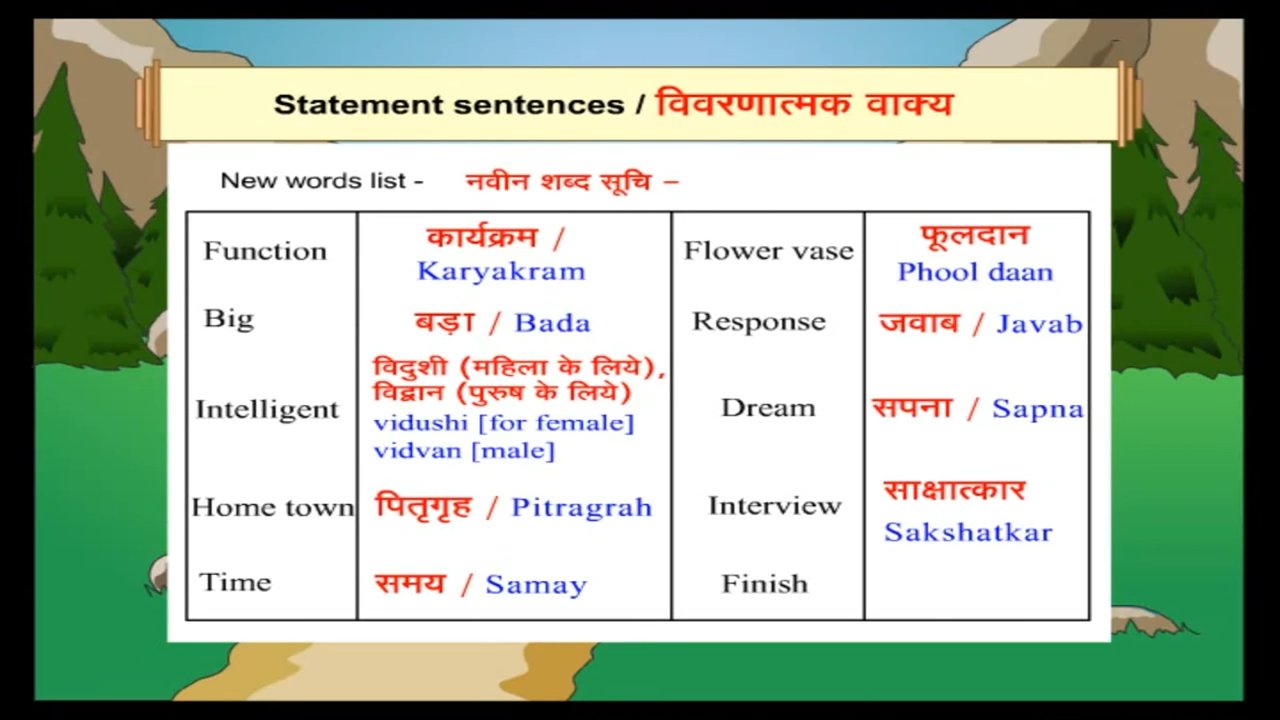 Statement sentences / विवरणात्मक वाक्य
New words list - नवीन शब्द सूचि –
Function
कार्यक्रम /
Karyakram
Flower vase
फूलदान
Phool daan
Big
बड़ा / Bada
Response
जवाब / Javab
Intelligent
विदुशी (महिला के लिये),
विद्वान (पुरुष के लिये)
vidushi [for female]
vidvan [male]
Dream
सपना / Sapna
Home town
पितृगृह / Pitragrah
Interview
साक्षात्कार
Sakshatkar
Time
समय / Samay
Finish